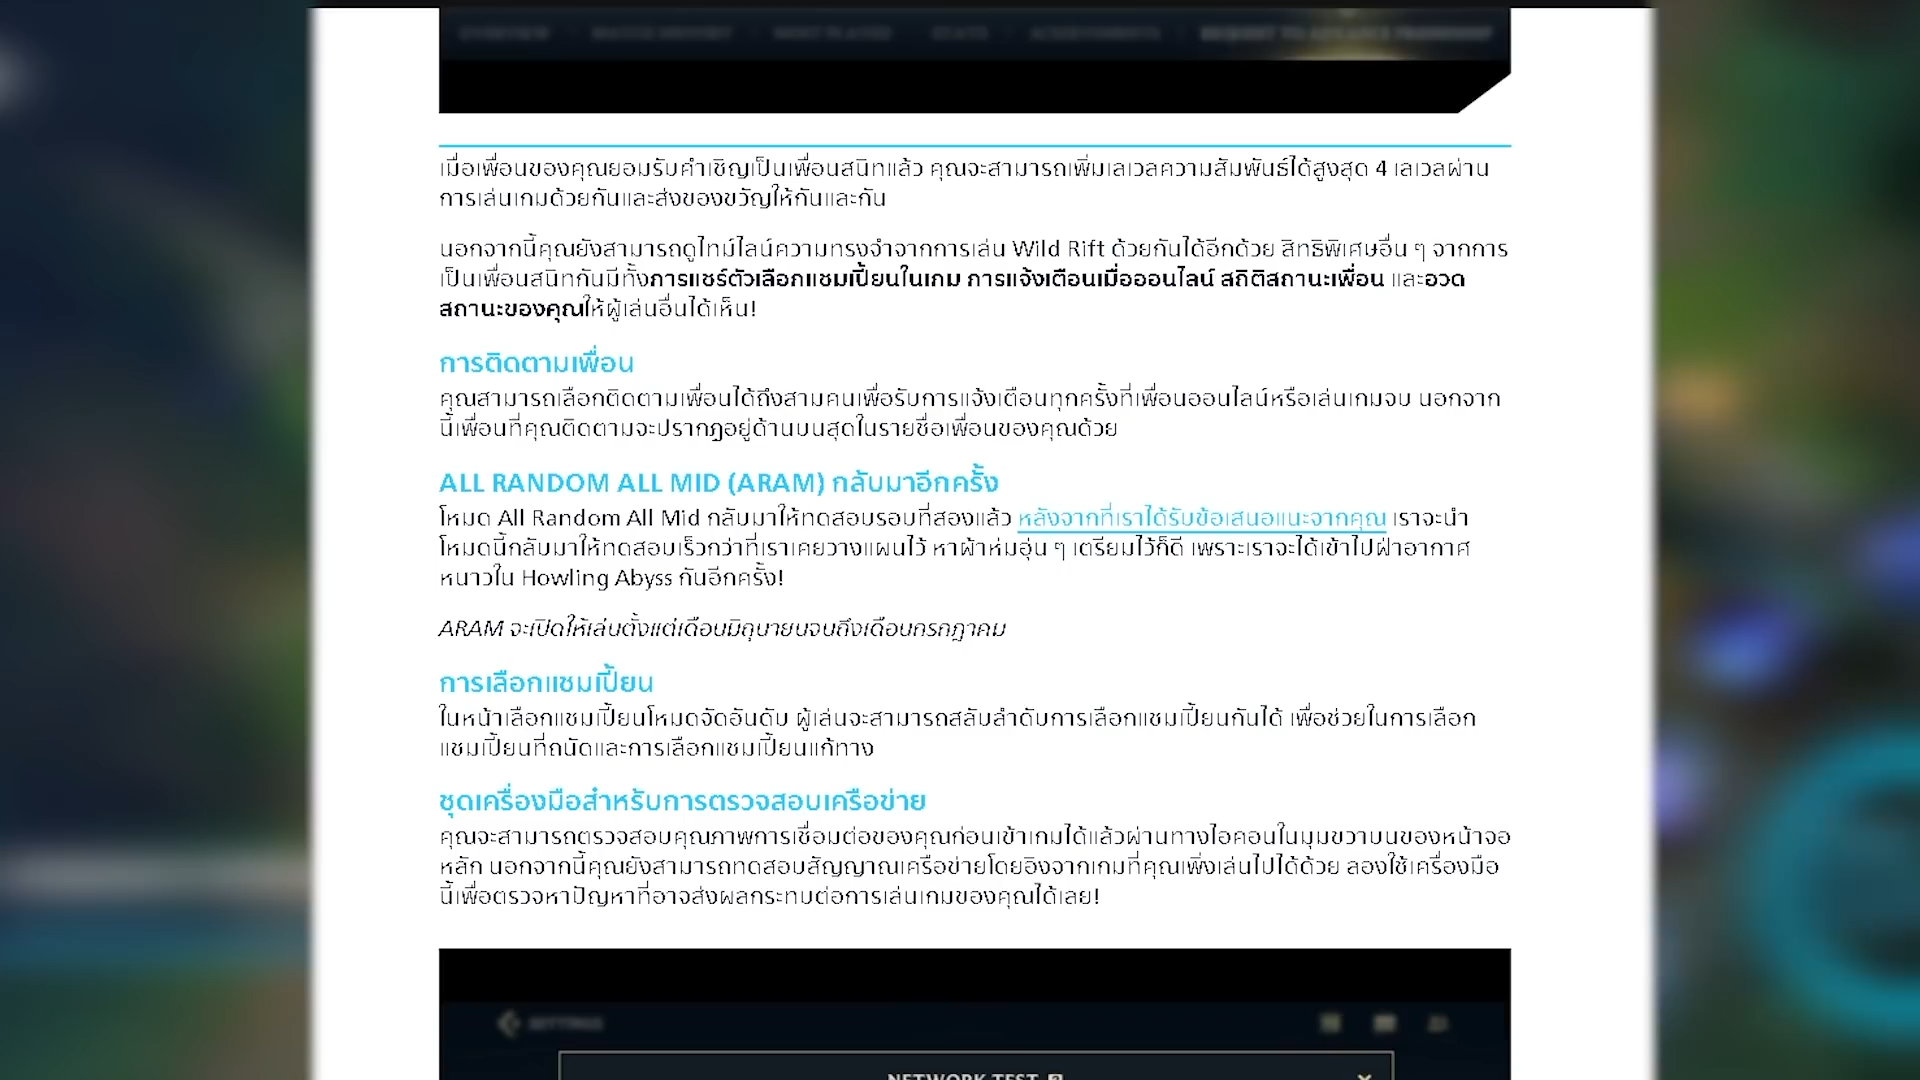 OVERVIEW MATCH HISTORY MOST PLAYED STATS ACHIEVEMENTS REQUEST TO ADVANCE FRIENDSHIP
เมื่อเพื่อนของคุณยอมรับคำเชิญเป็นเพื่อนสนิทแล้ว คุณจะสามารถเพิ่มเลเวลความสัมพันธ์ได้สูงสุด 4 เลเวลผ่าน
การเล่นเกมด้วยกันและส่งของขวัญให้กันและกัน
นอกจากนี้คุณยังสามารถดูไทม์ไลน์ความทรงจำจากการเล่น Wild Rift ด้วยกันได้อีกด้วย สิทธิพิเศษอื่น ๆ จากการ
เป็นเพื่อนสนิทกันมีทั้งการแชร์ตัวเลือกแชมเปี้ยนในเกม การแจ้งเตือนเมื่อออนไลน์ สถิติสถานะเพื่อน และอวด
สถานะของคุณให้ผู้เล่นอื่นได้เห็น!
การติดตามเพื่อน
คุณสามารถเลือกติดตามเพื่อนได้ถึงสามคนเพื่อรับการแจ้งเตือนทุกครั้งที่เพื่อนออนไลน์หรือเล่นเกมจบ นอกจาก
นี้เพื่อนที่คุณติดตามจะปรากฏอยู่ด้านบนสุดในรายชื่อเพื่อนของคุณด้วย
ALL RANDOM ALL MID (ARAM) กลับมาอีกครั้ง
โหมด All Random All Mid กลับมาให้ทดสอบรอบที่สองแล้ว หลังจากที่เราได้รับข้อเสนอแนะจากคุณ เราจะนำ
โหมดนี้กลับมาให้ทดสอบเร็วกว่าที่เราเคยวางแผนไว้ หาผ้าห่มอุ่น ๆ เตรียมไว้ก็ดี เพราะเราจะได้เข้าไปฝ่าอากาศ
หนาวใน Howling Abyss กันอีกครั้ง!
ARAM จะเปิดให้เล่นตั้งแต่เดือนมิถุนายนจนถึงเดือนกรกฎาคม
การเลือกแชมเปี้ยน
ในหน้าเลือกแชมเปี้ยนโหมดจัดอันดับ ผู้เล่นจะสามารถสลับลำดับการเลือกแชมเปี้ยนกันได้ เพื่อช่วยในการเลือก
แชมเปี้ยนที่ถนัดและการเลือกแชมเปี้ยนแก้ทาง
ชุดเครื่องมือสำหรับการตรวจสอบเครือข่าย
คุณจะสามารถตรวจสอบคุณภาพการเชื่อมต่อของคุณก่อนเข้าเกมได้แล้วผ่านทางไอคอนในมุมขวาบนของหน้าจอ
หลัก นอกจากนี้คุณยังสามารถทดสอบสัญญาณเครือข่ายโดยอิงจากเกมที่คุณเพิ่งเล่นไปได้ด้วย ลองใช้เครื่องมือ
นี้เพื่อตรวจหาปัญหาที่อาจส่งผลกระทบต่อการเล่นเกมของคุณได้เลย!
SETTINGS
NETWORK TEST